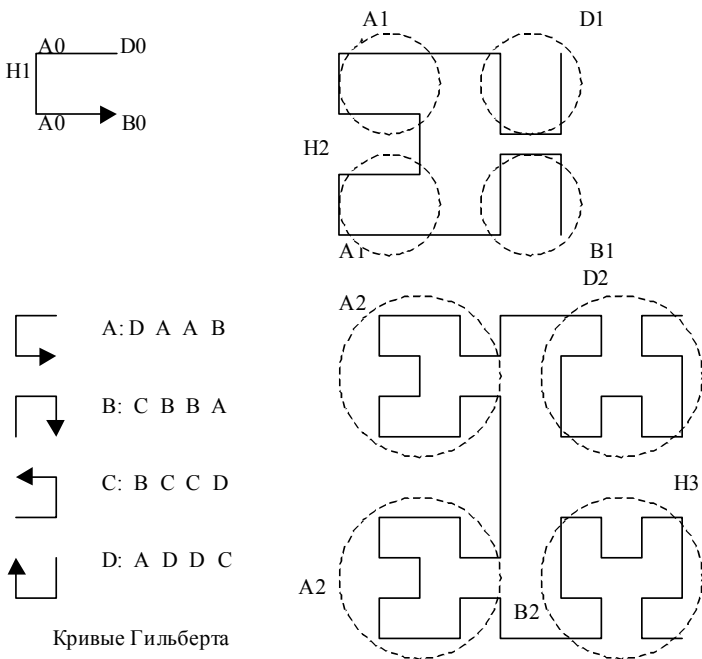 A1 D1
A0 D0
H1
A0 B0
H2
A1 B1
D2
A2
A: D A A B
B: C B B A
C: B C C D
H3
D: A D D C
A2
B2
Кривые Гильберта